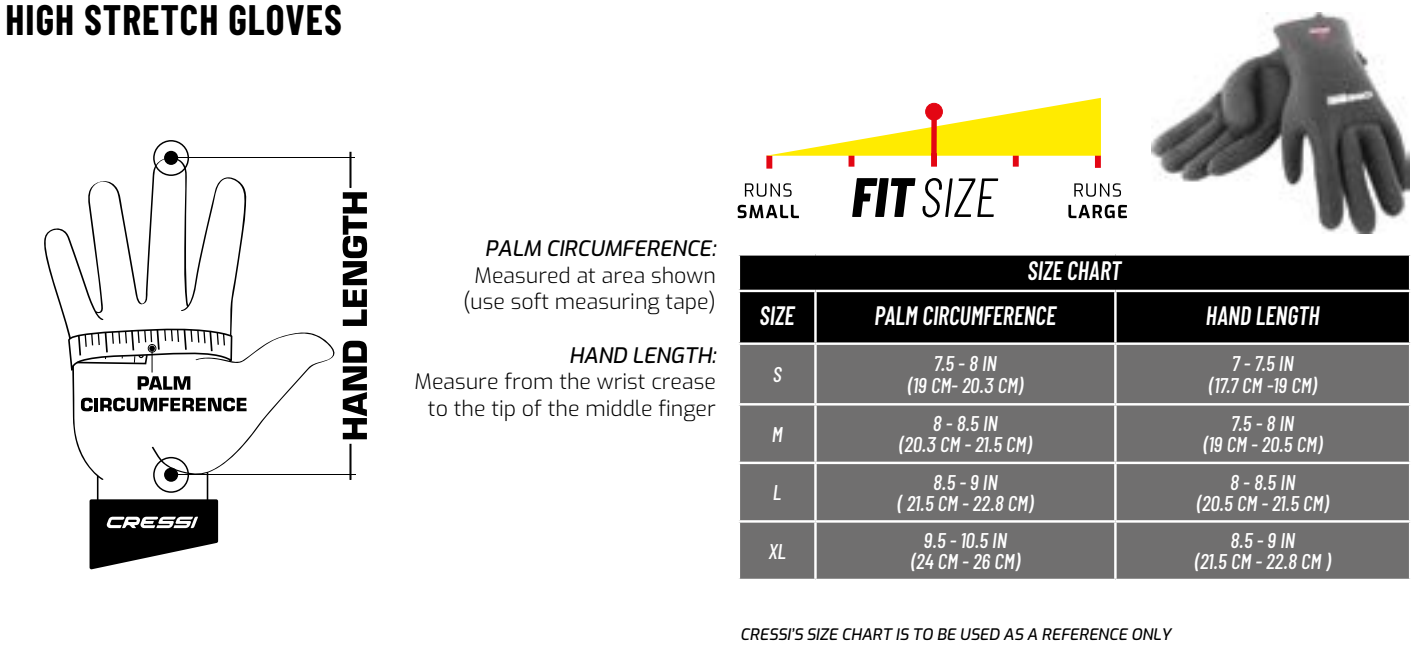 HIGH STRETCH GLOVES
HAND LENGTH
PALM
CIRCUMFERENCE
CRESSI
PALM CIRCUMFERENCE:
Measured at area shown
(use soft measuring tape)
HAND LENGTH:
Measure from the wrist crease
to the tip of the middle finger
RUNS
SMALL
FIT SIZE
RUNS
LARGE
SIZE CHART
SIZE PALM CIRCUMFERENCE HAND LENGTH
S 7.5 - 8 IN 7 - 7.5 IN
(19 CM- 20.3 CM) (17.7 CM -19 CM)
M 8 - 8.5 IN 7.5 - 8 IN
(20.3 CM - 21.5 CM) (19 CM - 20.5 CM)
L 8.5 - 9 IN 8 - 8.5 IN
( 21.5 CM - 22.8 CM) (20.5 CM - 21.5 CM)
XL 9.5 - 10.5 IN 8.5 - 9 IN
(24 CM - 26 CM) (21.5 CM - 22.8 CM )
CRESSI'S SIZE CHART IS TO BE USED AS A REFERENCE ONLY